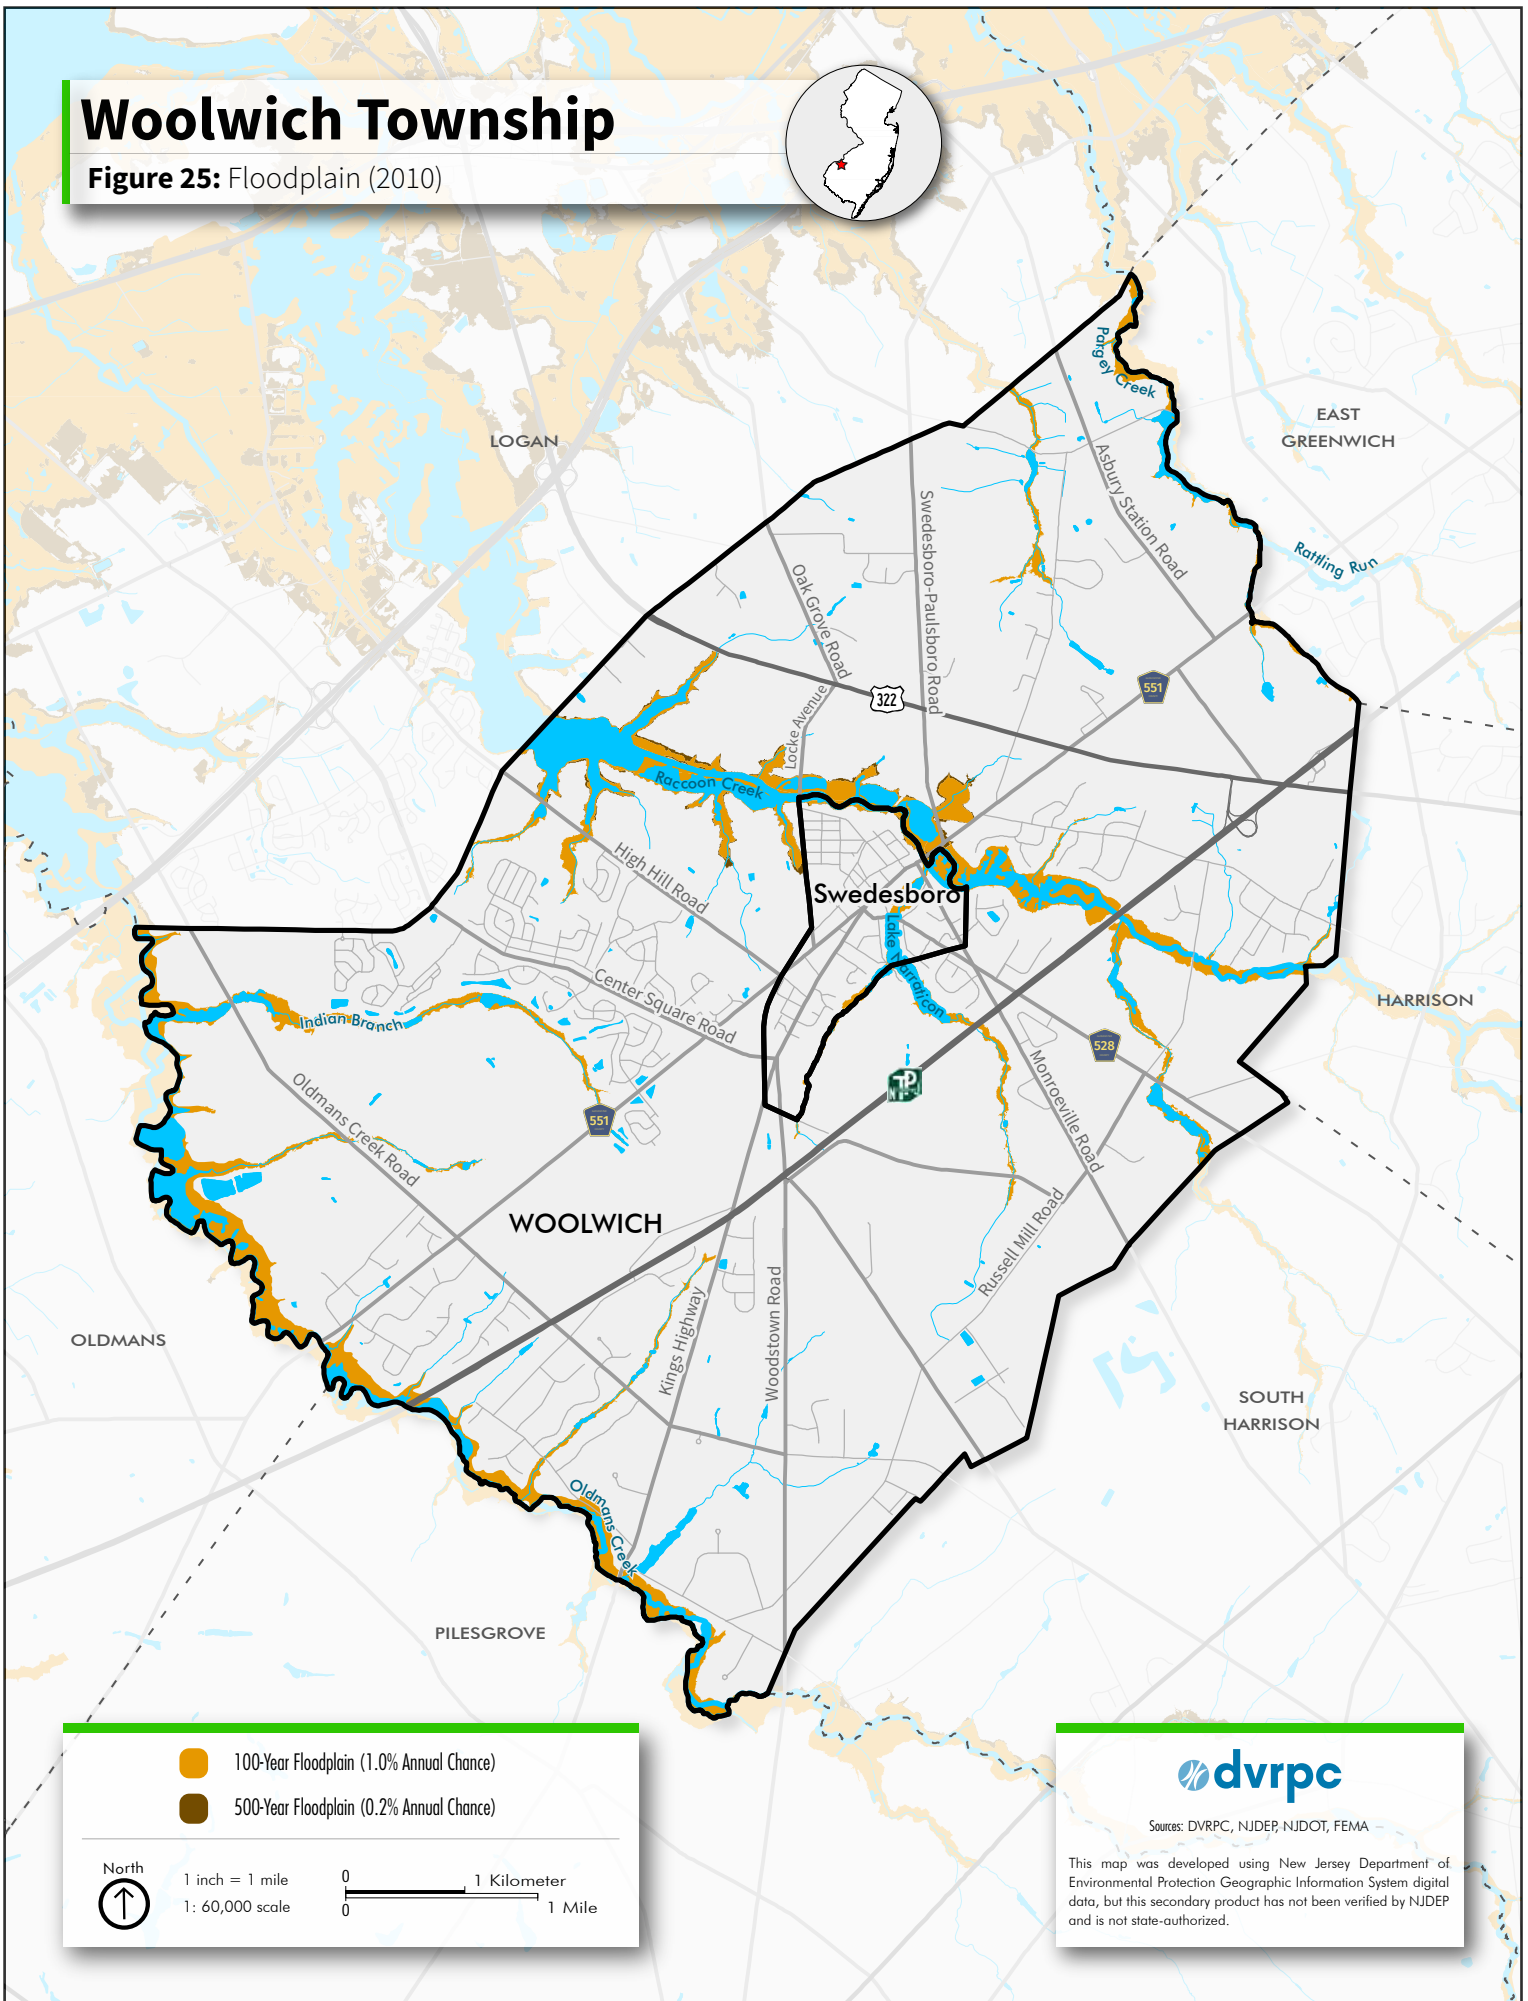 Woolwich Township
Figure 25: Floodplain (2010)
Pargey Creek
EAST
GREENWICH
LOGAN
Asbury Station Road
Swedesboro-Paulsboro Road
Rattling Run
Oak Grove Road
551
322
Locke Avenue
Raccoon Creek
High Hill Road
Swedesboro
Lake Narraticon
Center Square Road
HARRISON
Indian Branch
528
Monroeville Road
TP
Oldmans Creek Road
551
WOOLWICH
Russell Mill Road
Kings Highway
Woodstown Road
OLDMANS
SOUTH
HARRISON
Oldmans Creek
PILESGROVE
100-Year Floodplain (1.0% Annual Chance)
500-Year Floodplain (0.2% Annual Chance)
North
1 inch = 1 mile
1: 60,000 scale
0
1 Kilometer
0
1 Mile
dvrpc
Sources: DVRPC, NJDEP, NJDOT, FEMA
This map was developed using New Jersey Department of
Environmental Protection Geographic Information System digital
data, but this secondary product has not been verified by NJDEP
and is not state-authorized.